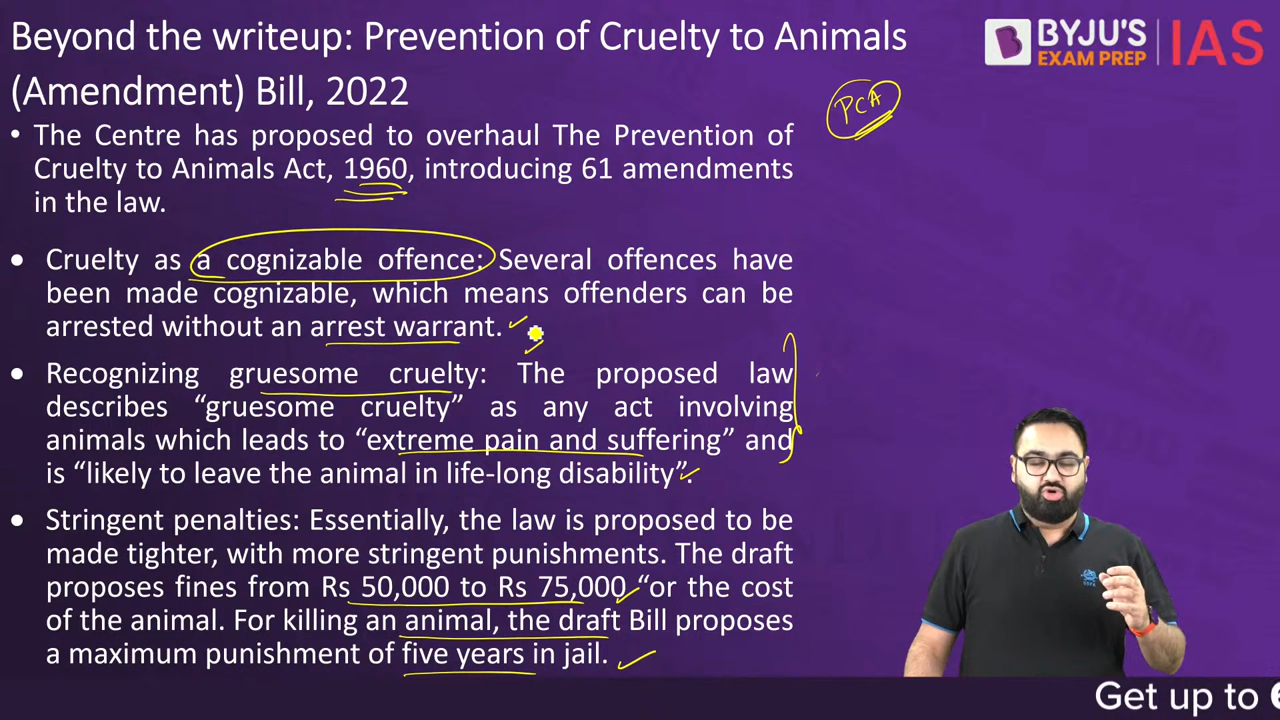 Beyond the writeup: Prevention of Cruelty to Animals
(Amendment) Bill, 2022
BYJU'S
EXAM PREP
IAS
PCA
• The Centre has proposed to overhaul The Prevention of
Cruelty to Animals Act, 1960, introducing 61 amendments
in the law.
• Cruelty as a cognizable offence: Several offences have
been made cognizable, which means offenders can be
arrested without an arrest warrant.
• Recognizing gruesome cruelty: The proposed law
describes “gruesome cruelty” as any act involving
animals which leads to “extreme pain and suffering” and
is “likely to leave the animal in life-long disability”.
• Stringent penalties: Essentially, the law is proposed to be
made tighter, with more stringent punishments. The draft
proposes fines from Rs 50,000 to Rs 75,000 “or the cost
of the animal. For killing an animal, the draft Bill proposes
a maximum punishment of five years in jail.
Get up to